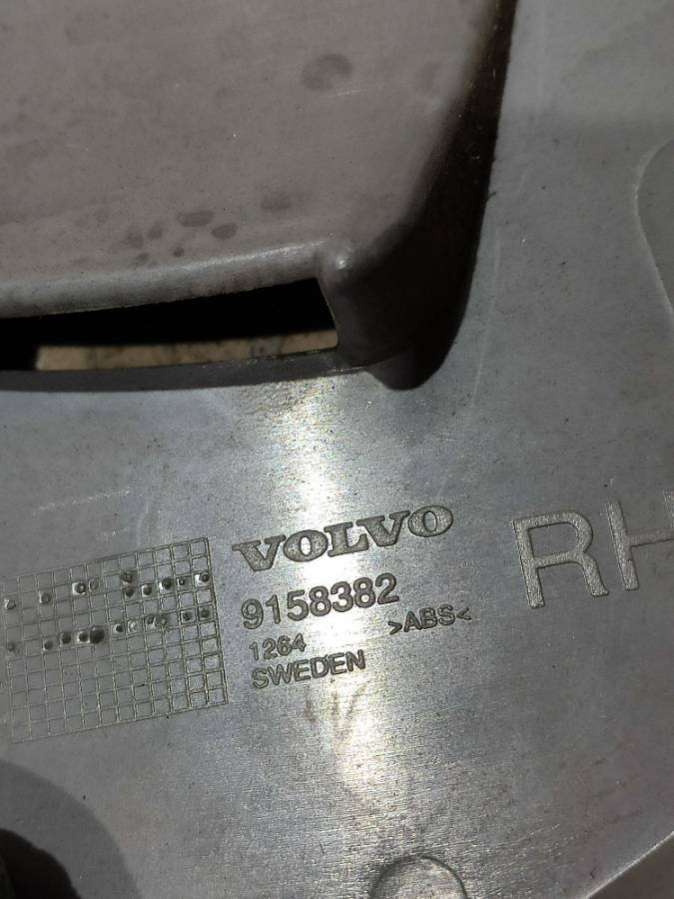 VOLVO
9158382
1264 >ABS<
SWEDEN
RH